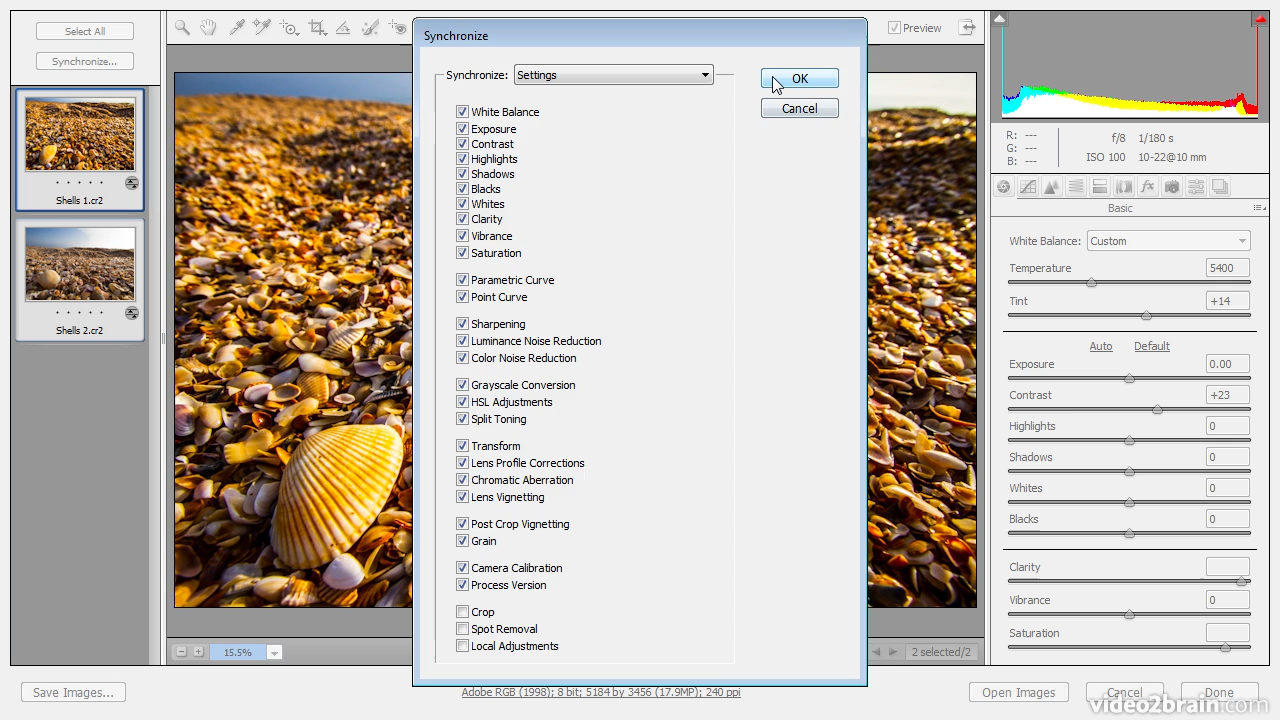 Select All
Synchronize...
Shells 1.cr2
Shells 2.cr2
Preview
Synchronize
Synchronize: Settings
OK
Cancel
White Balance
Exposure
Contrast
Highlights
Shadows
Blacks
Whites
Clarity
Vibrance
Saturation
Parametric Curve
Point Curve
Sharpening
Luminance Noise Reduction
Color Noise Reduction
Grayscale Conversion
HSL Adjustments
Split Toning
Transform
Lens Profile Corrections
Chromatic Aberration
Lens Vignetting
Post Crop Vignetting
Grain
Camera Calibration
Process Version
Crop
Spot Removal
Local Adjustments
R: ---
G: ---
B: ---
f/8 1/180 s
ISO 100 10-22@10 mm
Basic
White Balance: Custom
Temperature 5400
Tint +14
Auto Default
Exposure 0.00
Contrast +23
Highlights 0
Shadows 0
Whites 0
Blacks 0
Clarity
Vibrance 0
Saturation
15.5%
2 selected/2
Save Images...
Adobe RGB (1998); 8 bit; 5184 by 3456 (17.9MP); 240 ppi
Open Images
Cancel
Done
video2brain.com